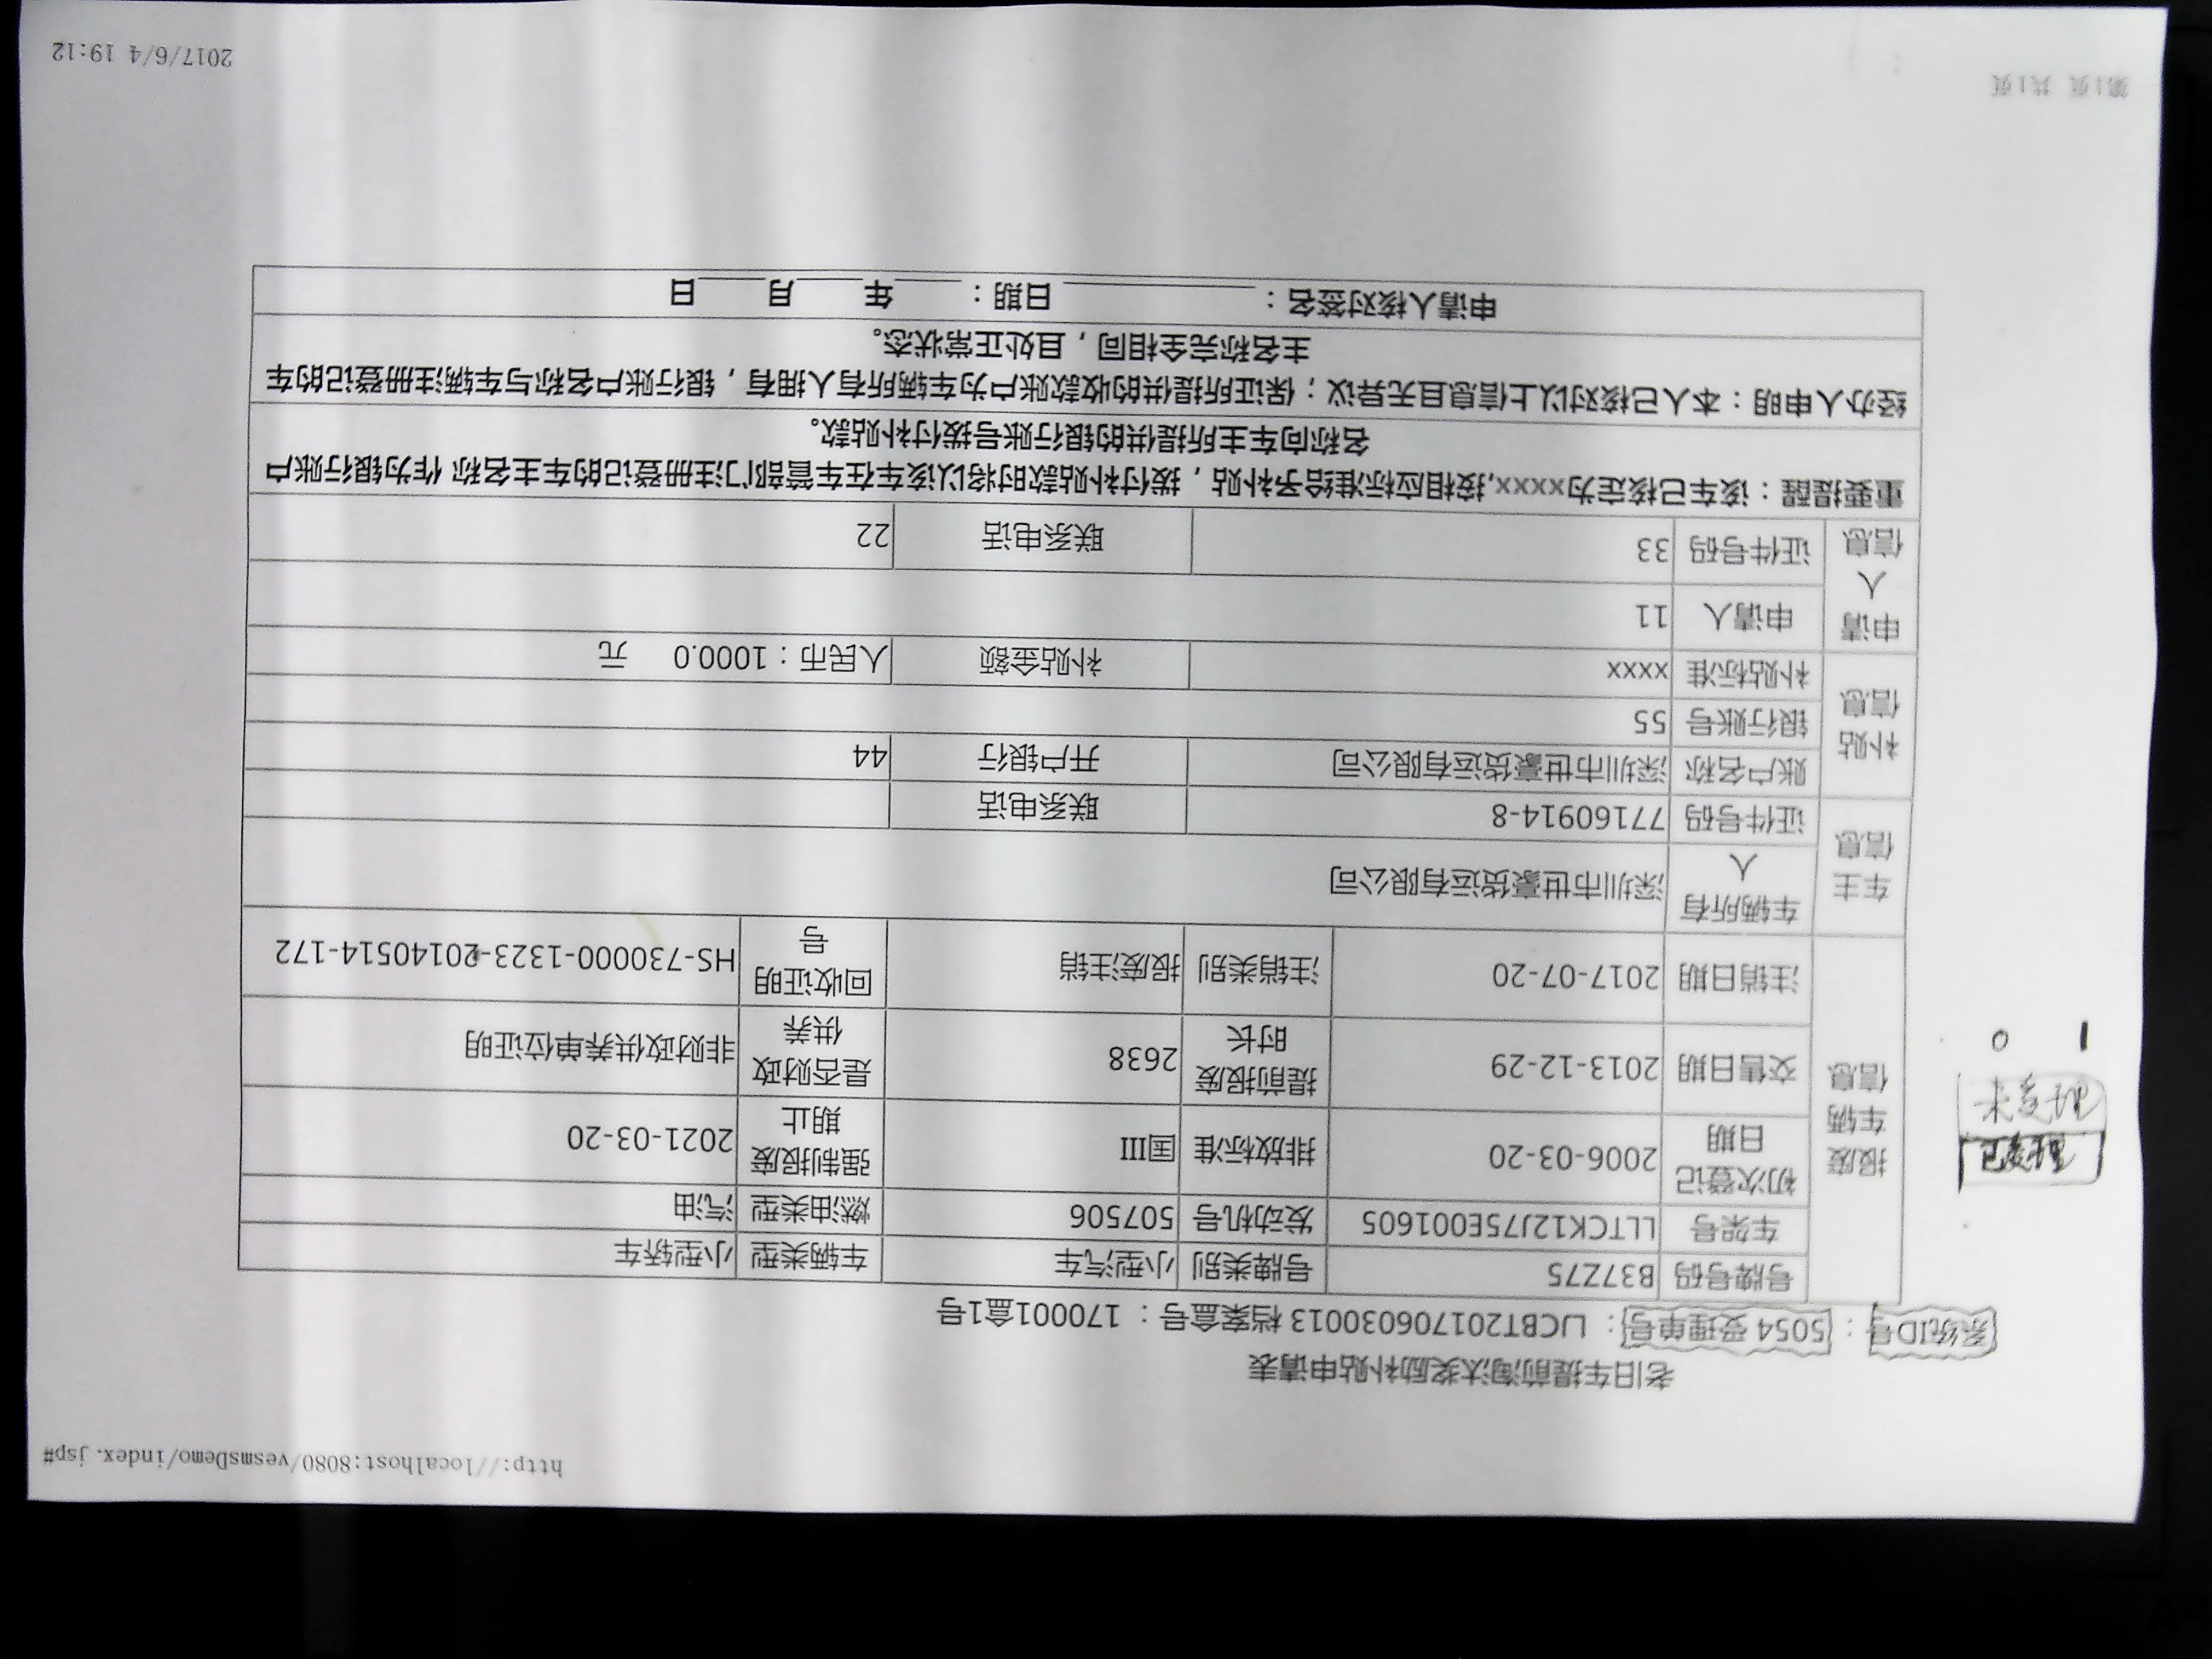 http://localhost:8080/vesmsDemo/index.jsp#
老旧车提前淘汰奖励补贴申请表
系统ID号：5054 受理单号：LJCBT201706030013 档案盒号：170001盒1号
报废车辆信息
号牌号码 B37Z75 号牌类别 小型汽车 车辆类型 小型轿车
车架号 LLTCK12J75E001605 发动机号 507506 燃油类型 汽油
初次登记日期 2006-03-20 排放标准 国III 强制报废期止 2021-03-20
交售日期 2013-12-29 提前报废时长 2638 是否财政供养 非财政供养单位证明
注销日期 2017-07-20 注销类别 报废注销 回收证明号 HS-730000-1323-20140514-172
车主信息
车辆所有人 深圳市世豪货运有限公司
证件号码 77160914-8 联系电话
补贴信息
账户名称 深圳市世豪货运有限公司 开户银行 44
银行账号 55
补贴标准 xxxx 补贴金额 人民币：1000.0 元
申请人信息
申请人 11
证件号码 33 联系电话 22
重要提醒：该车已核定为xxxx,按相应标准给予补贴，拨付补贴款时将以该车在车管部门注册登记的车主名称 作为银行账户
名称向车主所提供的银行账号拨付补贴款。
经办人申明：本人已核对以上信息且无异议；保证所提供的收款账户为车辆所有人拥有，银行账户名称与车辆注册登记的车
主名称完全相同，且处正常状态。
申请人核对签名： 日期： 年 月 日
已处理
未处理
1 0
第1页 共1页
2017/6/4 19:12